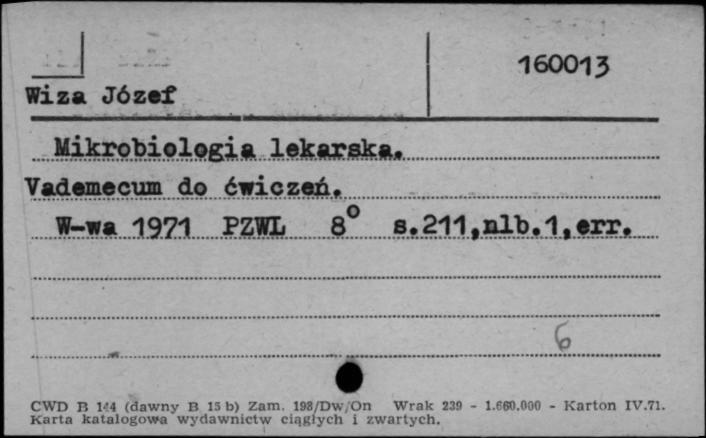 160013
Wiza Józef
Mikrobiologia lekarska.
Vademecum do ćwiczeń.
W-wa 1971 PZWL 8° s.211,nlb.1,err.
6
CWD B 144 (dawny B 15 b) Zam. 198/Dw/On Wrak 239 - 1.660.000 - Karton IV.71.
Karta katalogowa wydawnictw ciągłych i zwartych.